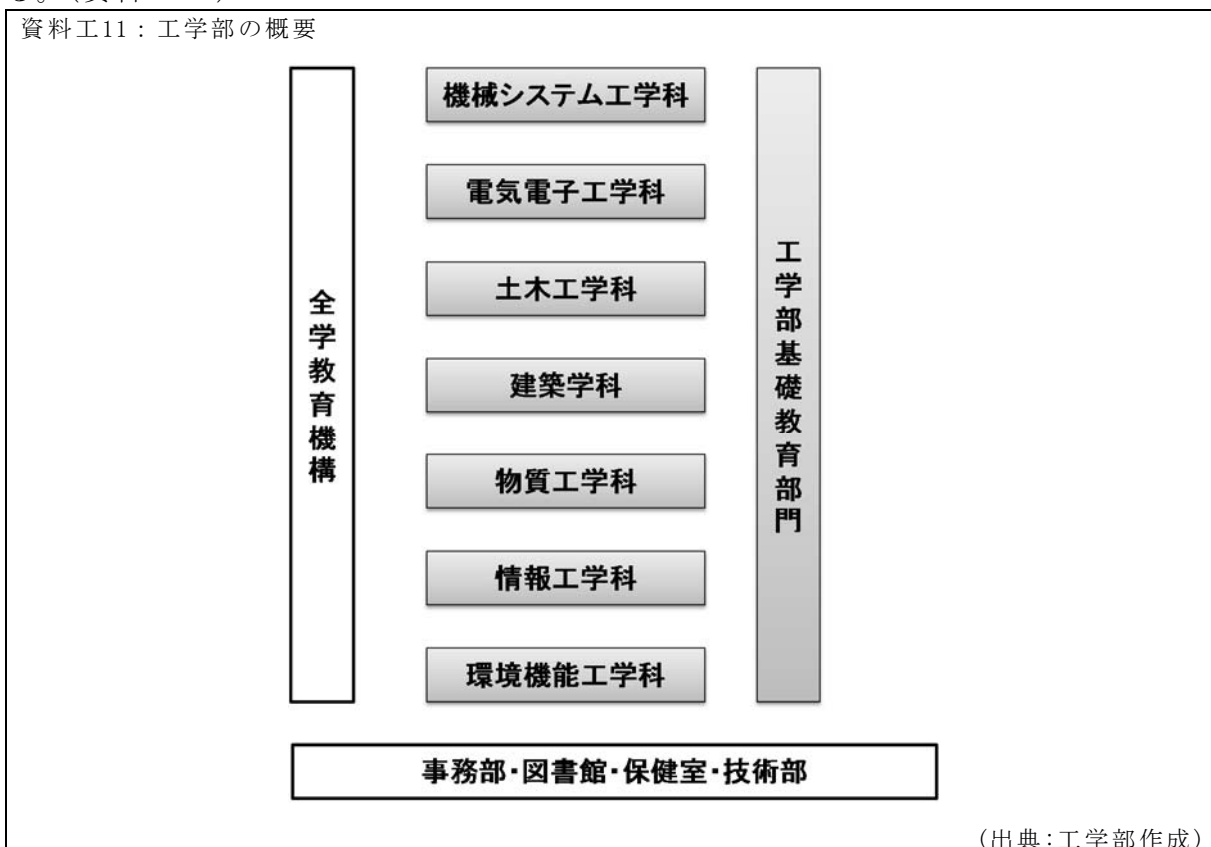 資料工11：工学部の概要
全学教育機構
機械システム工学科
電気電子工学科
土木工学科
建築学科
物質工学科
情報工学科
環境機能工学科
工学部基礎教育部門
事務部・図書館・保健室・技術部
（出典：工学部作成）